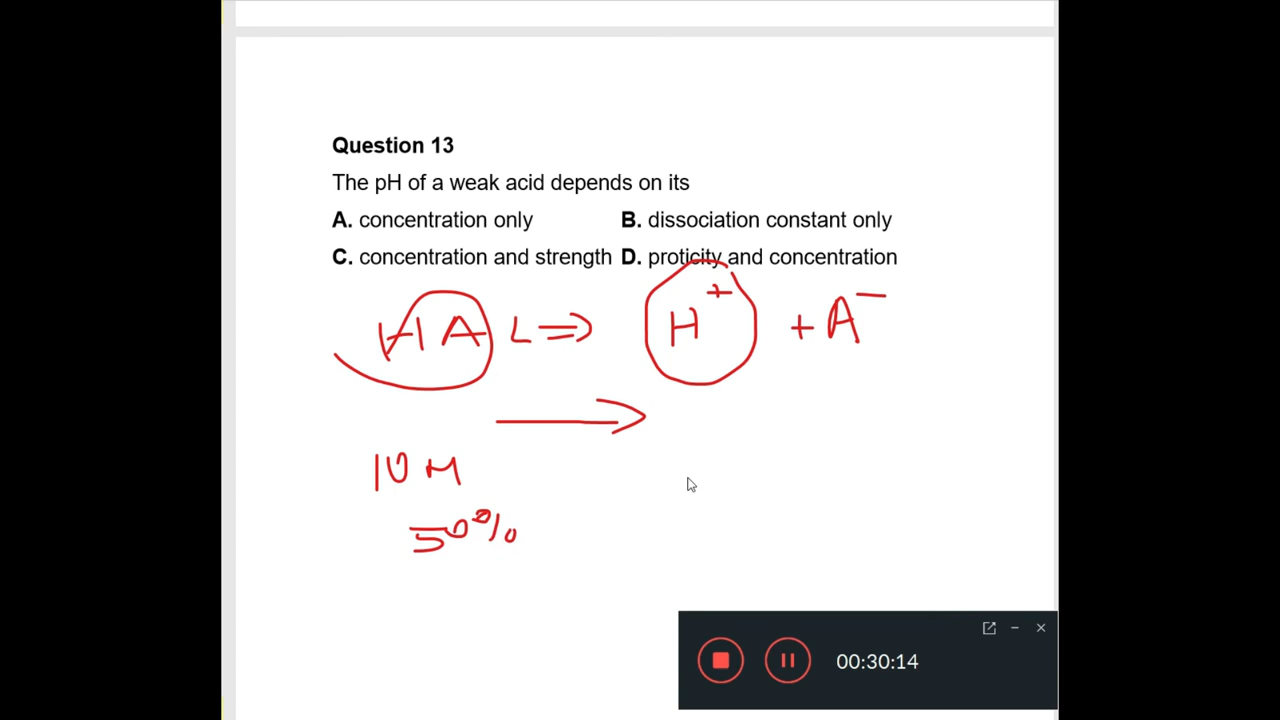 Question 13
The pH of a weak acid depends on its
A. concentration only B. dissociation constant only
C. concentration and strength D. proticity and concentration
HA ⇌ H+ + A−
10 M
50%
00:30:14